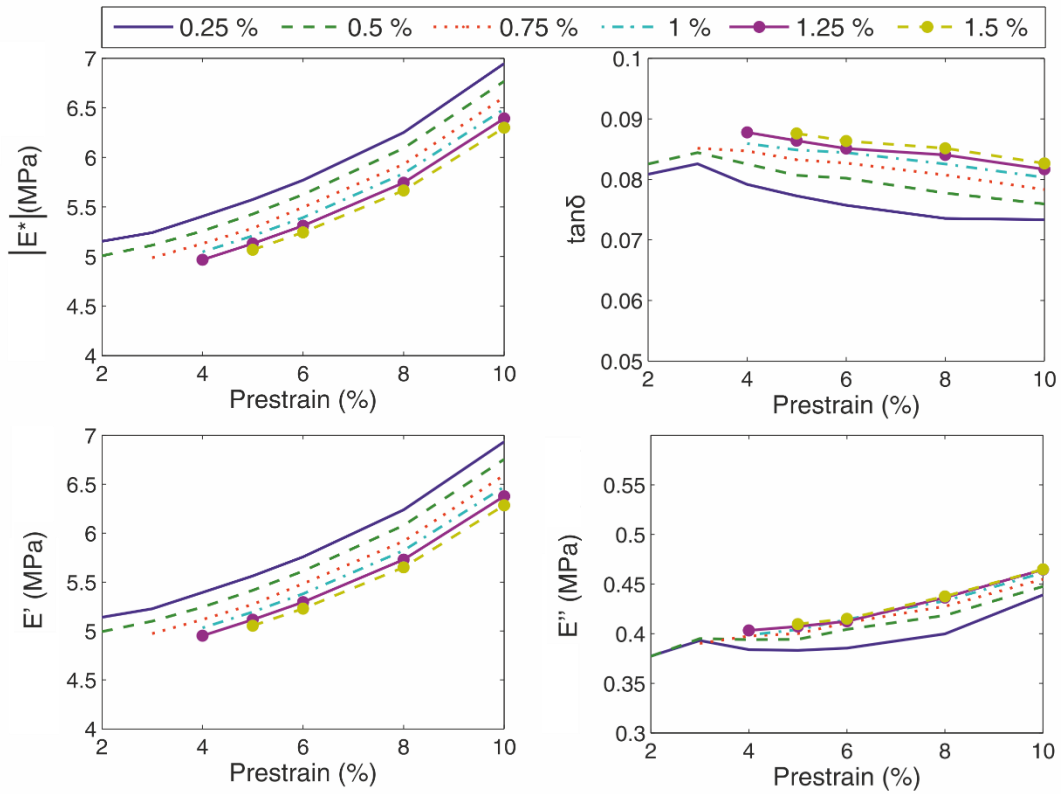 0.25 % 0.5 % 0.75 % 1 % 1.25 % 1.5 %
|E*|(MPa)
7
6.5
6
5.5
5
4.5
4
2 4 6 8 10
Prestrain (%)
tanδ
0.1
0.09
0.08
0.07
0.06
0.05
2 4 6 8 10
Prestrain (%)
E' (MPa)
7
6.5
6
5.5
5
4.5
4
2 4 6 8 10
Prestrain (%)
E'' (MPa)
0.55
0.5
0.45
0.4
0.35
0.3
2 4 6 8 10
Prestrain (%)